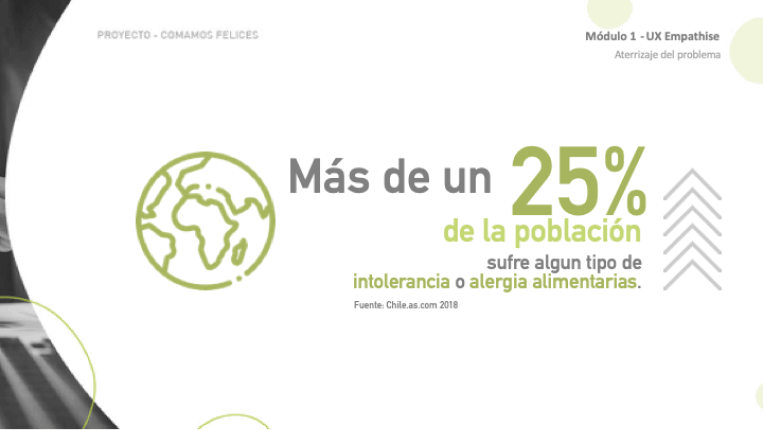 PROYECTO - COMAMOS FELICES
Módulo 1 - UX Empathise
Aterrizaje del problema
Más de un 25%
de la población
sufre algun tipo de
intolerancia o alergia alimentarias.
Fuente: Chile.as.com 2018